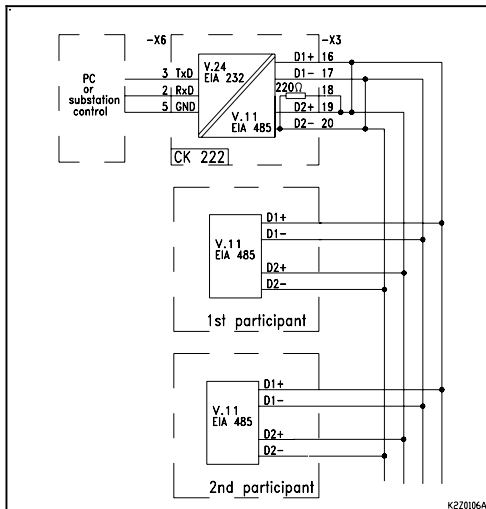 -X6
-X3
PC
or
substation
control
3 TxD
2 RxD
5 GND
V.24
EIA 232
V.11
EIA 485
CK 222
D1+ 16
D1- 17
220Ω
18
D2+ 19
D2- 20
V.11
EIA 485
D1+
D1-
D2+
D2-
1st participant
V.11
EIA 485
D1+
D1-
D2+
D2-
2nd participant
K2Z0106A